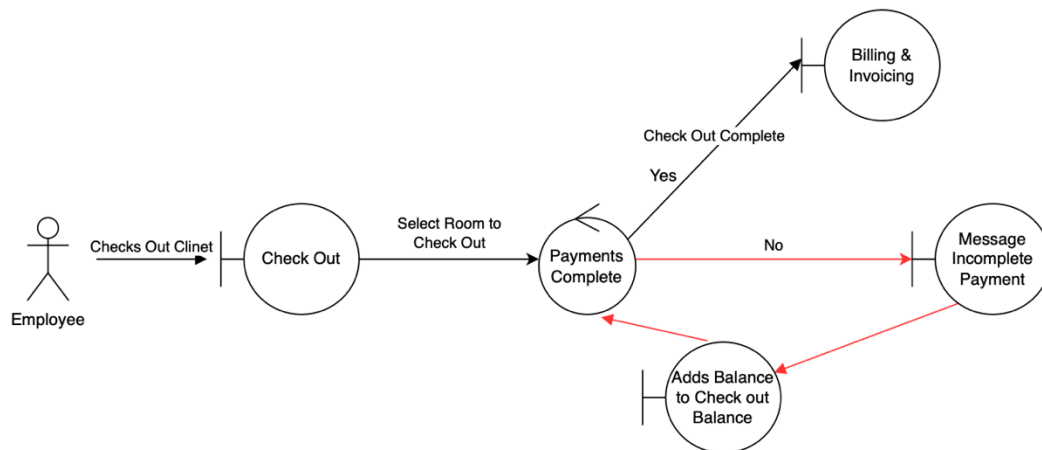 Billing &
Invoicing
Check Out Complete
Yes
Select Room to
Check Out
Checks Out Clinet
Check Out
Payments
Complete
No
Message
Incomplete
Payment
Employee
Adds Balance
to Check out
Balance